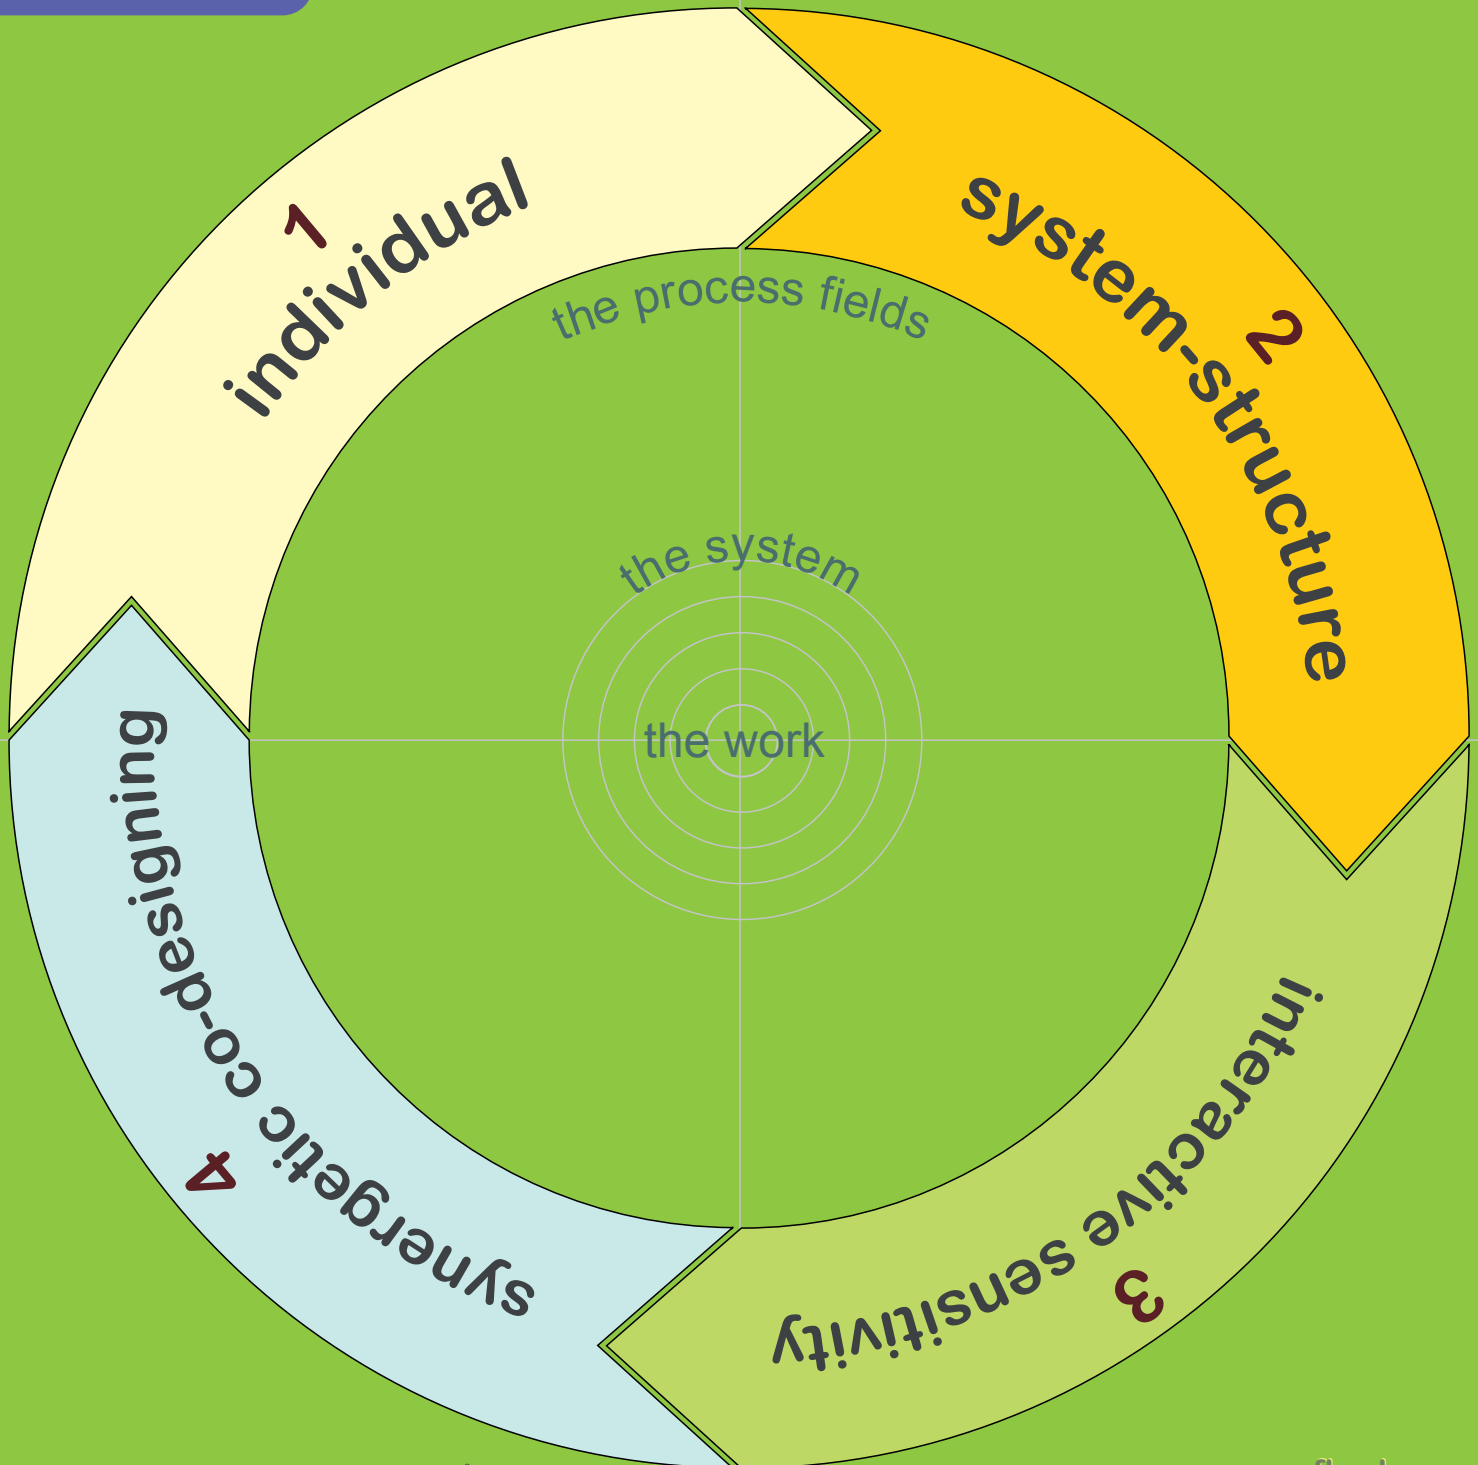 1
individual
2
system-structure
3
interactive sensitivity
4
synergetic co-designing
the process fields
the system
the work